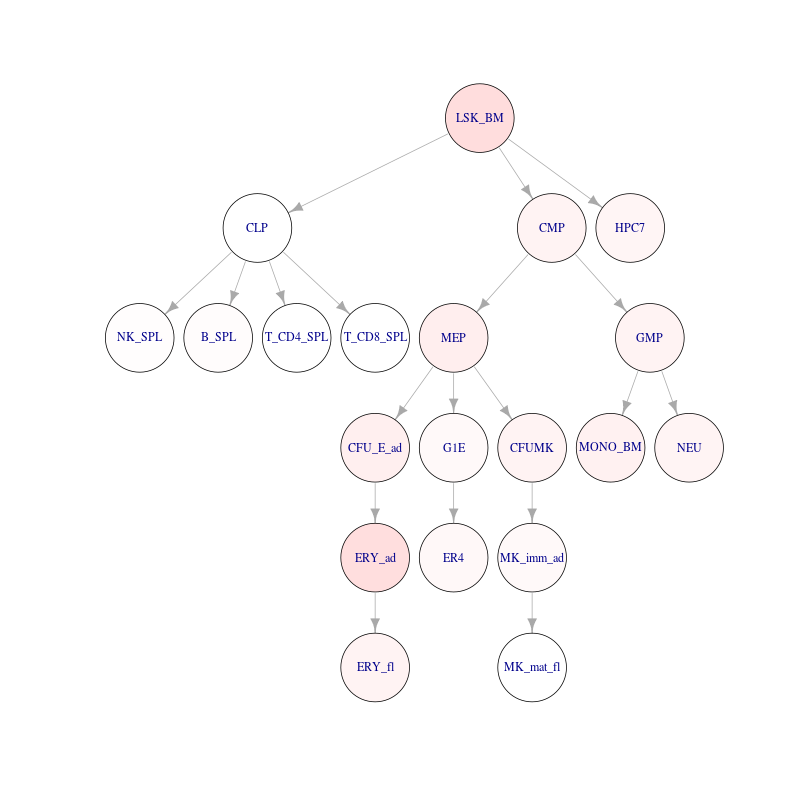 LSK_BM
CLP
CMP
HPC7
NK_SPL
B_SPL
T_CD4_SPL
T_CD8_SPL
MEP
GMP
CFU_E_ad
G1E
CFUMK
MONO_BM
NEU
ERY_ad
ER4
MK_imm_ad
ERY_fl
MK_mat_fl